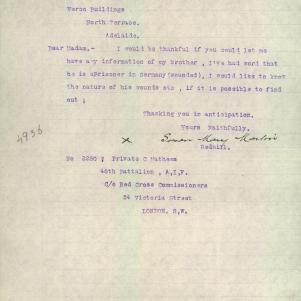 Verco Buildings
North Terrace.
Adelaide.
Dear Madam.- I would be thankful if you could let me
have any information of my brother , I've had word that
he is aPrisoner in Germany(wounded), I would like to know
the nature of his wounds etc , if it is possible to find
out ;
Thanking you in anticipation.
Yours Faithfully.
x
Redhill.
4936
No 2280 ; Private C Mathews
48th Battalion , A,I,F.
C/o Red Cross Commissioners
54 Victoria Street
LONDON. S,W.